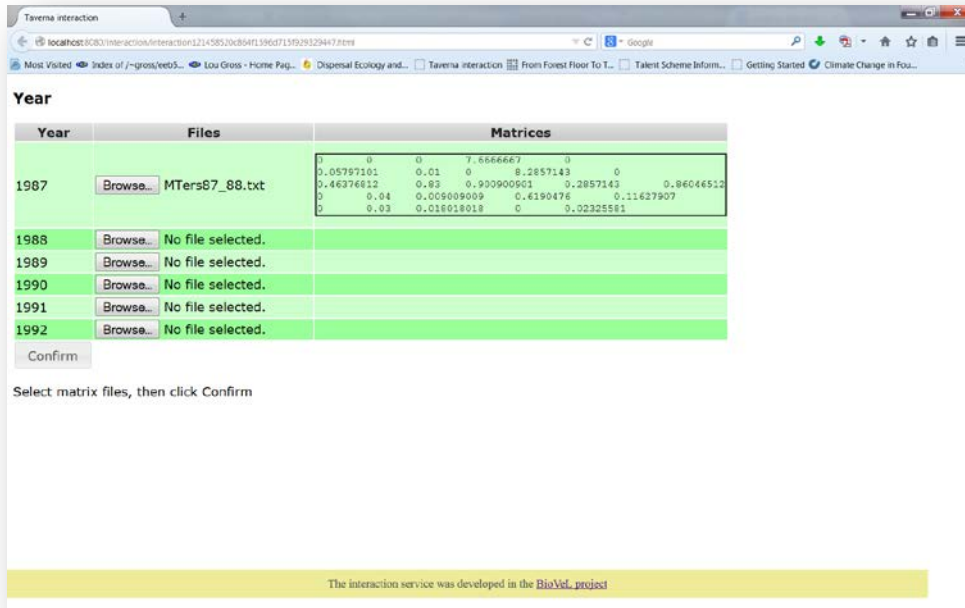 Taverna interaction
localhost:8080/interaction/interaction121458520c864f1596d715f929329447.html
Google
Most Visited Index of /~gross/eeb5... Lou Gross - Home Pag... Dispersal Ecology and... Taverna interaction From Forest Floor To T... Talent Scheme Inform... Getting Started Climate Change in Fou...
Year
Year Files Matrices
1987 Browse... MTers87_88.txt
0 0 0 7.6666667 0
0.05797101 0.01 0 8.2857143 0
0.46376812 0.83 0.900900901 0.2857143 0.86046512
0 0.04 0.009009009 0.6190476 0.11627907
0 0.03 0.018018018 0 0.02325581
1988 Browse... No file selected.
1989 Browse... No file selected.
1990 Browse... No file selected.
1991 Browse... No file selected.
1992 Browse... No file selected.
Confirm
Select matrix files, then click Confirm
The interaction service was developed in the BioVeL project